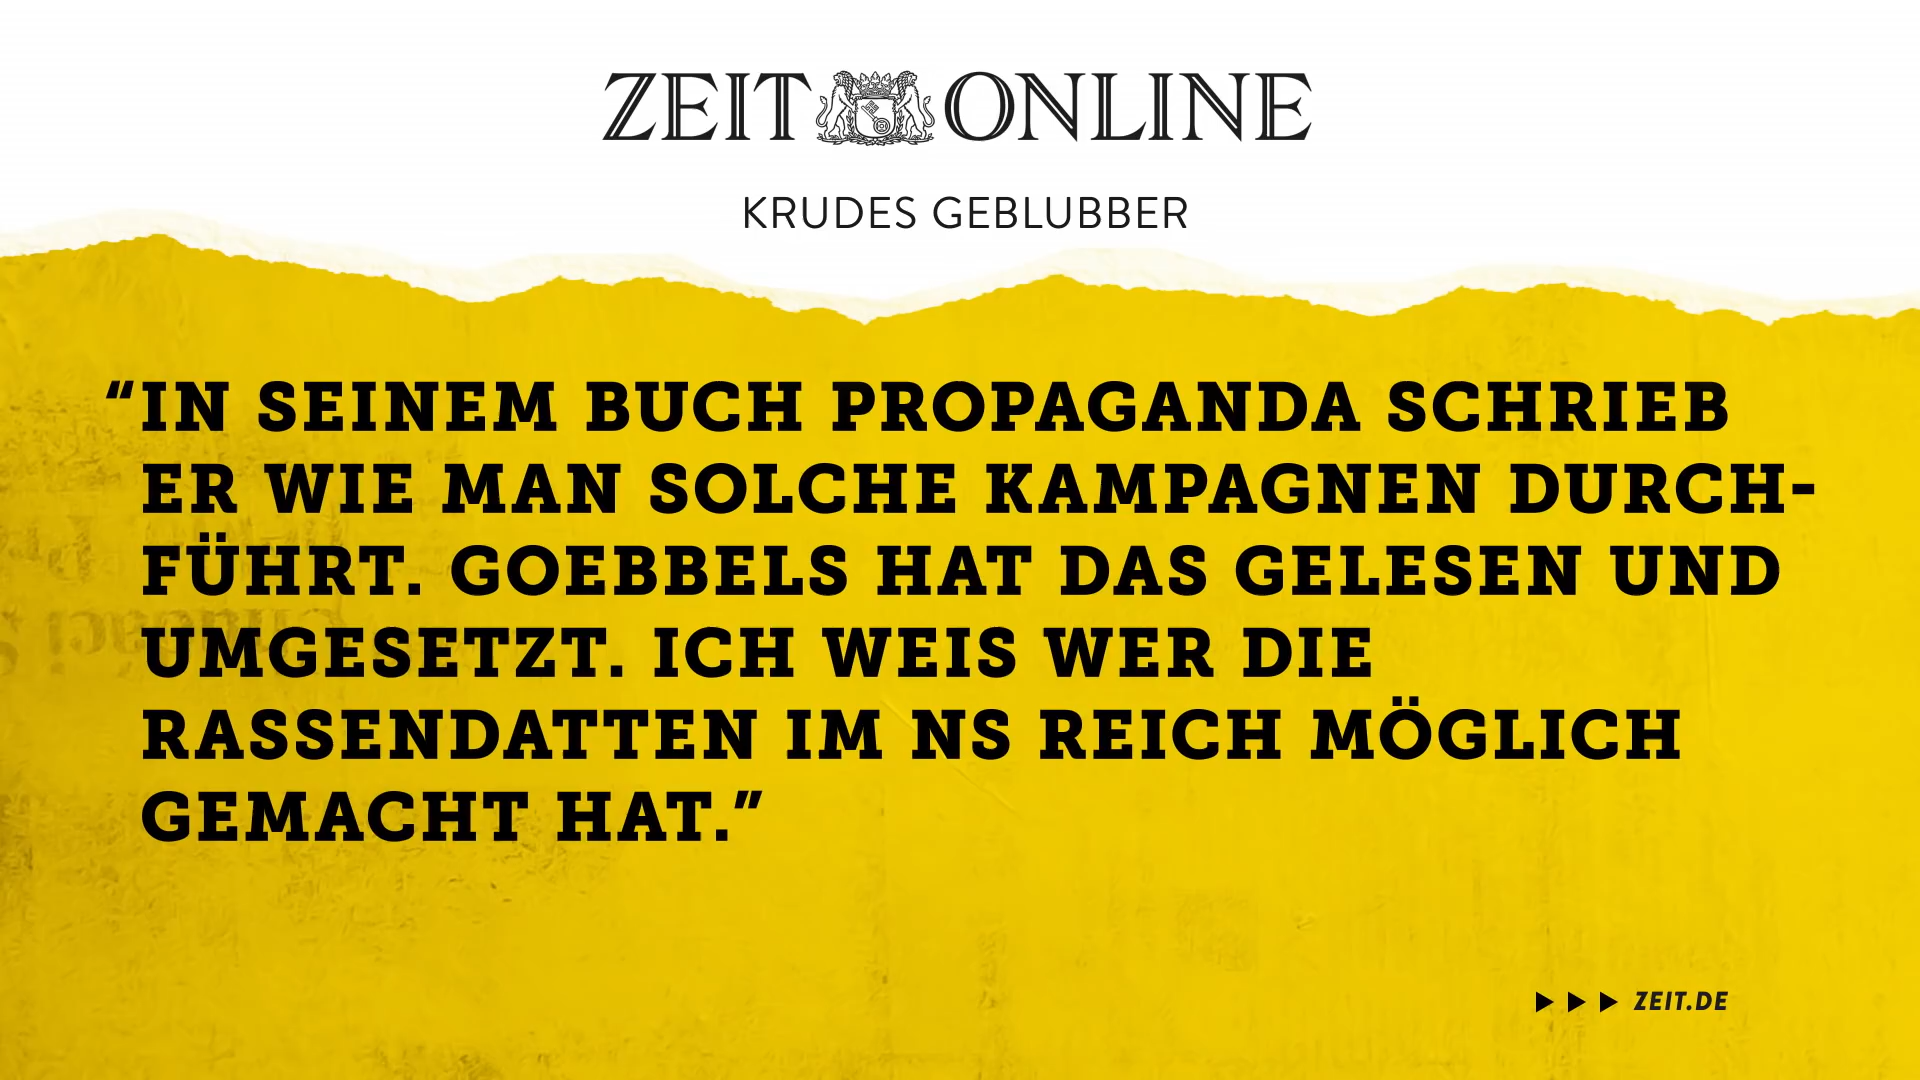 ZEIT ONLINE
KRUDES GEBLUBBER
“IN SEINEM BUCH PROPAGANDA SCHRIEB
ER WIE MAN SOLCHE KAMPAGNEN DURCH-
FÜHRT. GOEBBELS HAT DAS GELESEN UND
UMGESETZT. ICH WEIS WER DIE
RASSENDATTEN IM NS REICH MÖGLICH
GEMACHT HAT.”
▶ ▶ ▶ ZEIT.DE